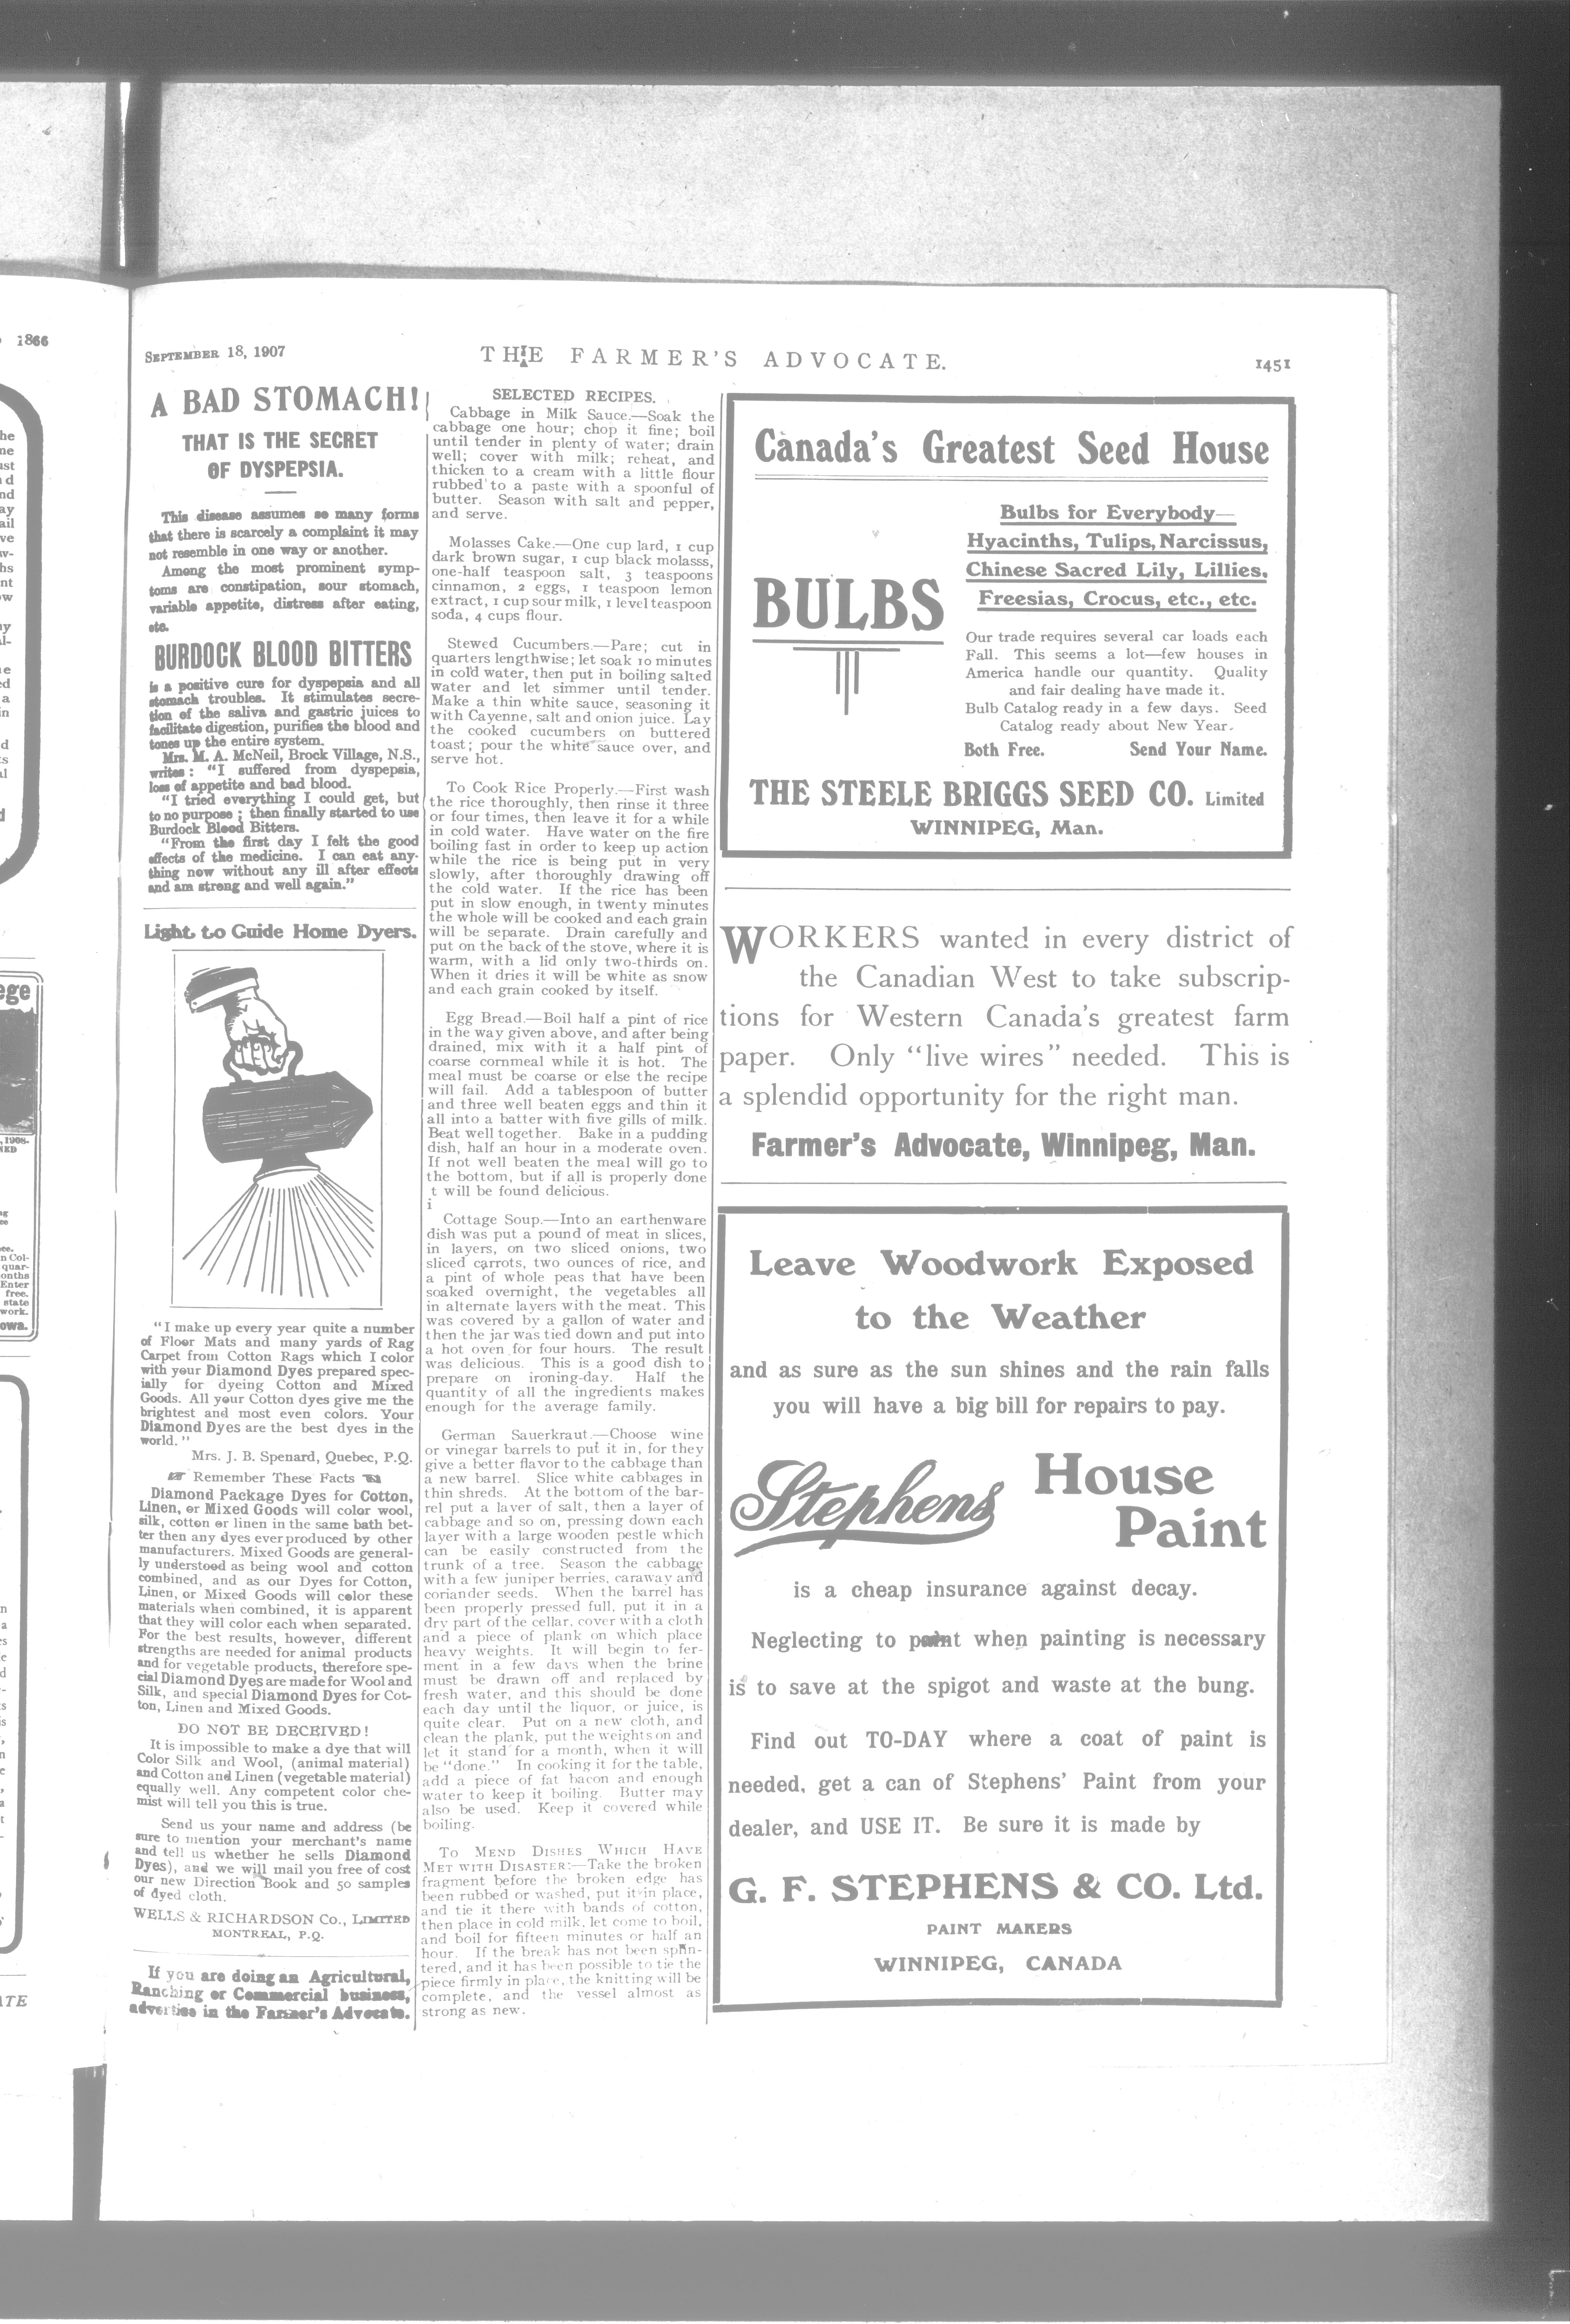 1866
SEPTEMBER 18, 1907
THE FARMER'S ADVOCATE.
1451
A BAD STOMACH!
THAT IS THE SECRET
OF DYSPEPSIA.
This disease assumes so many forms
that there is scarcely a complaint it may
not resemble in one way or another.
Among the most prominent symp-
toms are constipation, sour stomach,
variable appetite, distress after eating,
etc.
BURDOCK BLOOD BITTERS
is a positive cure for dyspepsia and all
stomach troubles. It stimulates secre-
tion of the saliva and gastric juices to
facilitate digestion, purifies the blood and
tones up the entire system.
Mrs. M. A. McNeil, Brock Village, N.S.,
writes: "I suffered from dyspepsia,
loss of appetite and bad blood.
"I tried everything I could get, but
to no purpose; then finally started to use
Burdock Blood Bitters.
"From the first day I felt the good
effects of the medicine. I can eat any-
thing now without any ill after effects
and am strong and well again."
Light to Guide Home Dyers.
"I make up every year quite a number
of Floor Mats and many yards of Rag
Carpet from Cotton Rags which I color
with your Diamond Dyes prepared spec-
ially for dyeing Cotton and Mixed
Goods. All your Cotton dyes give me the
brightest and most even colors. Your
Diamond Dyes are the best dyes in the
world."
Mrs. J. B. Spenard, Quebec, P.Q.
Remember These Facts
Diamond Package Dyes for Cotton,
Linen, or Mixed Goods will color wool,
silk, cotton or linen in the same bath bet-
ter then any dyes ever produced by other
manufacturers. Mixed Goods are general-
ly understood as being wool and cotton
combined, and as our Dyes for Cotton,
Linen, or Mixed Goods will color these
materials when combined, it is apparent
that they will color each when separated.
For the best results, however, different
strengths are needed for animal products
and for vegetable products, therefore spe-
cial Diamond Dyes are made for Wool and
Silk, and special Diamond Dyes for Cot-
ton, Linen and Mixed Goods.
DO NOT BE DECEIVED!
It is impossible to make a dye that will
Color Silk and Wool, (animal material)
and Cotton and Linen (vegetable material)
equally well. Any competent color che-
mist will tell you this is true.
Send us your name and address (be
sure to mention your merchant's name
and tell us whether he sells Diamond
Dyes), and we will mail you free of cost
our new Direction Book and 50 samples
of dyed cloth.
WELLS & RICHARDSON Co., LIMITED
MONTREAL, P.Q.
If you are doing an Agricultural,
Ranching or Commercial business,
advertise in the Farmer's Advocate.
SELECTED RECIPES.
Cabbage in Milk Sauce.—Soak the
cabbage one hour; chop it fine; boil
until tender in plenty of water; drain
well; cover with milk; reheat, and
thicken to a cream with a little flour
rubbed to a paste with a spoonful of
butter. Season with salt and pepper,
and serve.
Molasses Cake.—One cup lard, 1 cup
dark brown sugar, 1 cup black molasss,
one-half teaspoon salt, 3 teaspoons
cinnamon, 2 eggs, 1 teaspoon lemon
extract, 1 cup sour milk, 1 level teaspoon
soda, 4 cups flour.
Stewed Cucumbers.—Pare; cut in
quarters lengthwise; let soak 10 minutes
in cold water, then put in boiling salted
water and let simmer until tender.
Make a thin white sauce, seasoning it
with Cayenne, salt and onion juice. Lay
the cooked cucumbers on buttered
toast; pour the white sauce over, and
serve hot.
To Cook Rice Properly.—First wash
the rice thoroughly, then rinse it three
or four times, then leave it for a while
in cold water. Have water on the fire
boiling fast in order to keep up action
while the rice is being put in very
slowly, after thoroughly drawing off
the cold water. If the rice has been
put in slow enough, in twenty minutes
the whole will be cooked and each grain
will be separate. Drain carefully and
put on the back of the stove, where it is
warm, with a lid only two-thirds on.
When it dries it will be white as snow
and each grain cooked by itself.
Egg Bread.—Boil half a pint of rice
in the way given above, and after being
drained, mix with it a half pint of
coarse cornmeal while it is hot. The
meal must be coarse or else the recipe
will fail. Add a tablespoon of butter
and three well beaten eggs and thin it
all into a batter with five gills of milk.
Beat well together. Bake in a pudding
dish, half an hour in a moderate oven.
If not well beaten the meal will go to
the bottom, but if all is properly done
t will be found delicious.
i
Cottage Soup.—Into an earthenware
dish was put a pound of meat in slices,
in layers, on two sliced onions, two
sliced carrots, two ounces of rice, and
a pint of whole peas that have been
soaked overnight, the vegetables all
in alternate layers with the meat. This
was covered by a gallon of water and
then the jar was tied down and put into
a hot oven for four hours. The result
was delicious. This is a good dish to
prepare on ironing-day. Half the
quantity of all the ingredients makes
enough for the average family.
German Sauerkraut.—Choose wine
or vinegar barrels to put it in, for they
give a better flavor to the cabbage than
a new barrel. Slice white cabbages in
thin shreds. At the bottom of the bar-
rel put a layer of salt, then a layer of
cabbage and so on, pressing down each
layer with a large wooden pestle which
can be easily constructed from the
trunk of a tree. Season the cabbage
with a few juniper berries, caraway and
coriander seeds. When the barrel has
been properly pressed full, put it in a
dry part of the cellar, cover with a cloth
and a piece of plank on which place
heavy weights. It will begin to fer-
ment in a few days when the brine
must be drawn off and replaced by
fresh water, and this should be done
each day until the liquor, or juice, is
quite clear. Put on a new cloth, and
clean the plank, put the weights on and
let it stand for a month, when it will
be "done." In cooking it for the table,
add a piece of fat bacon and enough
water to keep it boiling. Butter may
also be used. Keep it covered while
boiling.
TO MEND DISHES WHICH HAVE
MET WITH DISASTER:—Take the broken
fragment before the broken edge has
been rubbed or washed, put it in place,
and tie it there with bands of cotton,
then place in cold milk, let come to boil,
and boil for fifteen minutes or half an
hour. If the break has not been splin-
tered, and it has been possible to tie the
piece firmly in place, the knitting will be
complete, and the vessel almost as
strong as new.
Canada's Greatest Seed House
BULBS
Bulbs for Everybody—
Hyacinths, Tulips, Narcissus,
Chinese Sacred Lily, Lillies,
Freesias, Crocus, etc., etc.
Our trade requires several car loads each
Fall. This seems a lot—few houses in
America handle our quantity. Quality
and fair dealing have made it.
Bulb Catalog ready in a few days. Seed
Catalog ready about New Year.
Both Free. Send Your Name.
THE STEELE BRIGGS SEED CO. Limited
WINNIPEG, Man.
WORKERS wanted in every district of
the Canadian West to take subscrip-
tions for Western Canada's greatest farm
paper. Only "live wires" needed. This is
a splendid opportunity for the right man.
Farmer's Advocate, Winnipeg, Man.
Leave Woodwork Exposed
to the Weather
and as sure as the sun shines and the rain falls
you will have a big bill for repairs to pay.
Stephens House
Paint
is a cheap insurance against decay.
Neglecting to paint when painting is necessary
is to save at the spigot and waste at the bung.
Find out TO-DAY where a coat of paint is
needed, get a can of Stephens' Paint from your
dealer, and USE IT. Be sure it is made by
G. F. STEPHENS & CO. Ltd.
PAINT MAKERS
WINNIPEG, CANADA